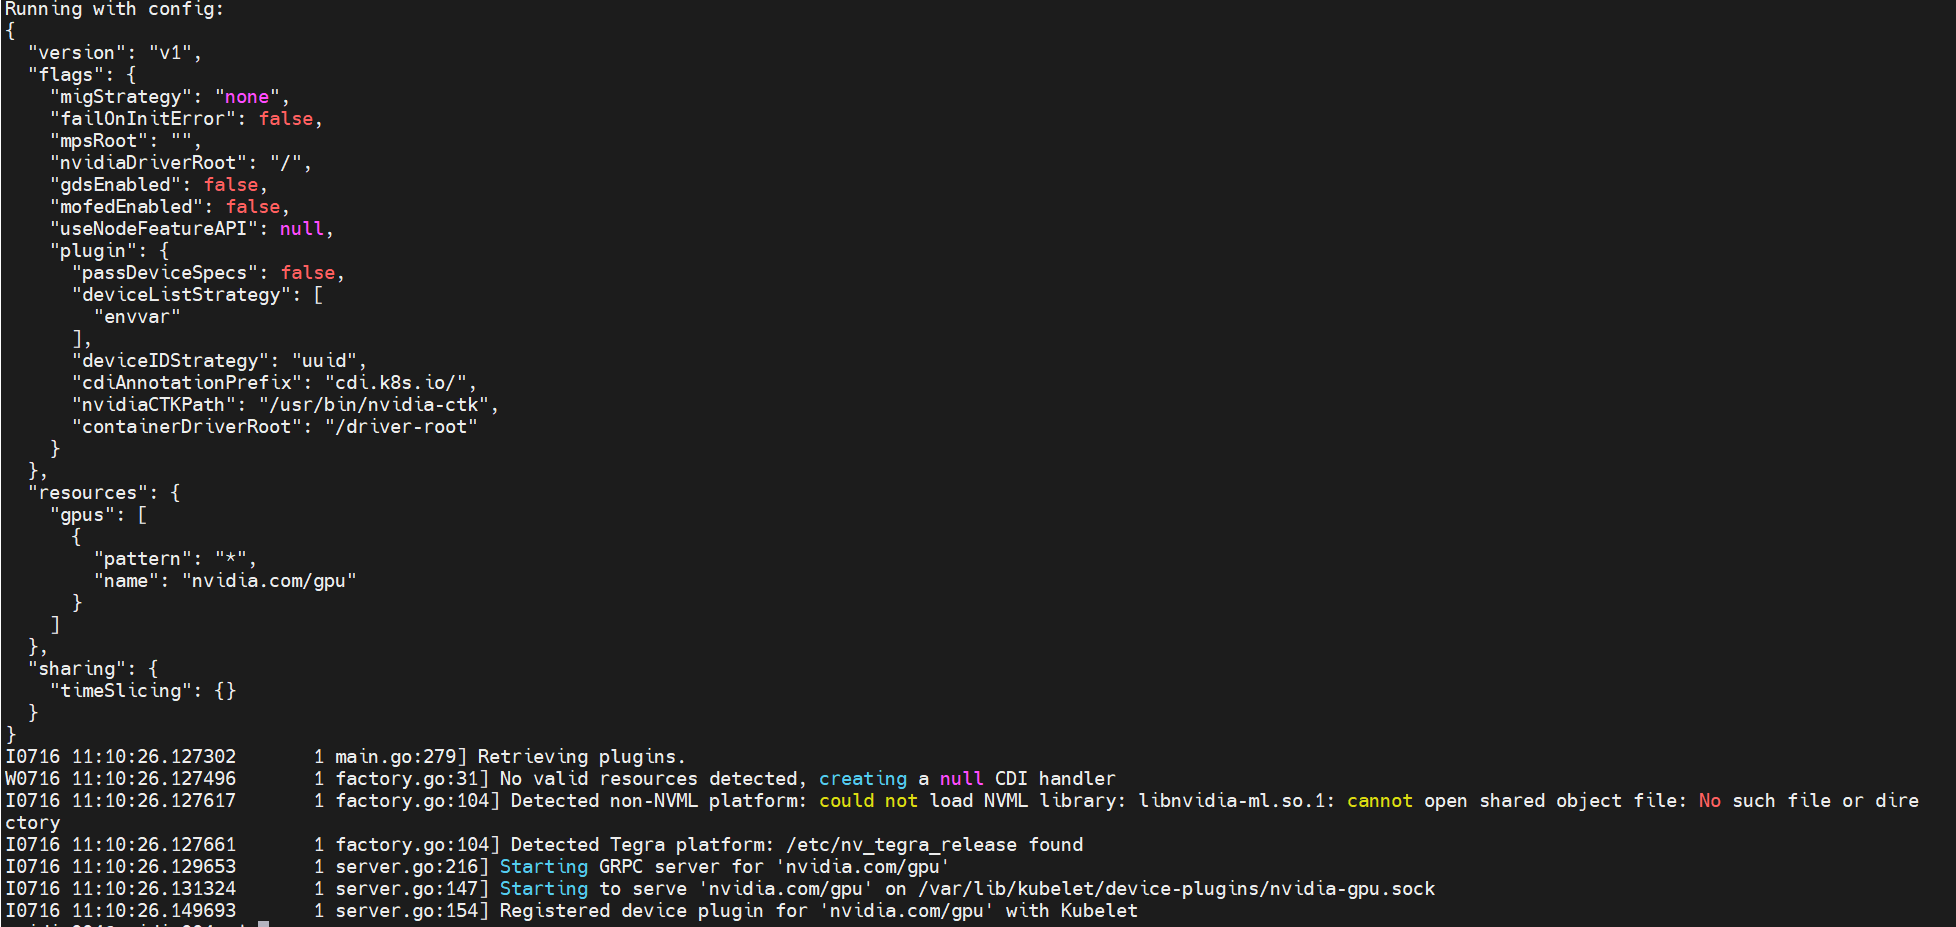 Running with config:
{
  "version": "v1",
  "flags": {
    "migStrategy": "none",
    "failOnInitError": false,
    "mpsRoot": "",
    "nvidiaDriverRoot": "/",
    "gdsEnabled": false,
    "mofedEnabled": false,
    "useNodeFeatureAPI": null,
    "plugin": {
      "passDeviceSpecs": false,
      "deviceListStrategy": [
        "envvar"
      ],
      "deviceIDStrategy": "uuid",
      "cdiAnnotationPrefix": "cdi.k8s.io/",
      "nvidiaCTKPath": "/usr/bin/nvidia-ctk",
      "containerDriverRoot": "/driver-root"
    }
  },
  "resources": {
    "gpus": [
      {
        "pattern": "*",
        "name": "nvidia.com/gpu"
      }
    ]
  },
  "sharing": {
    "timeSlicing": {}
  }
}
I0716 11:10:26.127302       1 main.go:279] Retrieving plugins.
W0716 11:10:26.127496       1 factory.go:31] No valid resources detected, creating a null CDI handler
I0716 11:10:26.127617       1 factory.go:104] Detected non-NVML platform: could not load NVML library: libnvidia-ml.so.1: cannot open shared object file: No such file or dire
ctory
I0716 11:10:26.127661       1 factory.go:104] Detected Tegra platform: /etc/nv_tegra_release found
I0716 11:10:26.129653       1 server.go:216] Starting GRPC server for 'nvidia.com/gpu'
I0716 11:10:26.131324       1 server.go:147] Starting to serve 'nvidia.com/gpu' on /var/lib/kubelet/device-plugins/nvidia-gpu.sock
I0716 11:10:26.149693       1 server.go:154] Registered device plugin for 'nvidia.com/gpu' with Kubelet